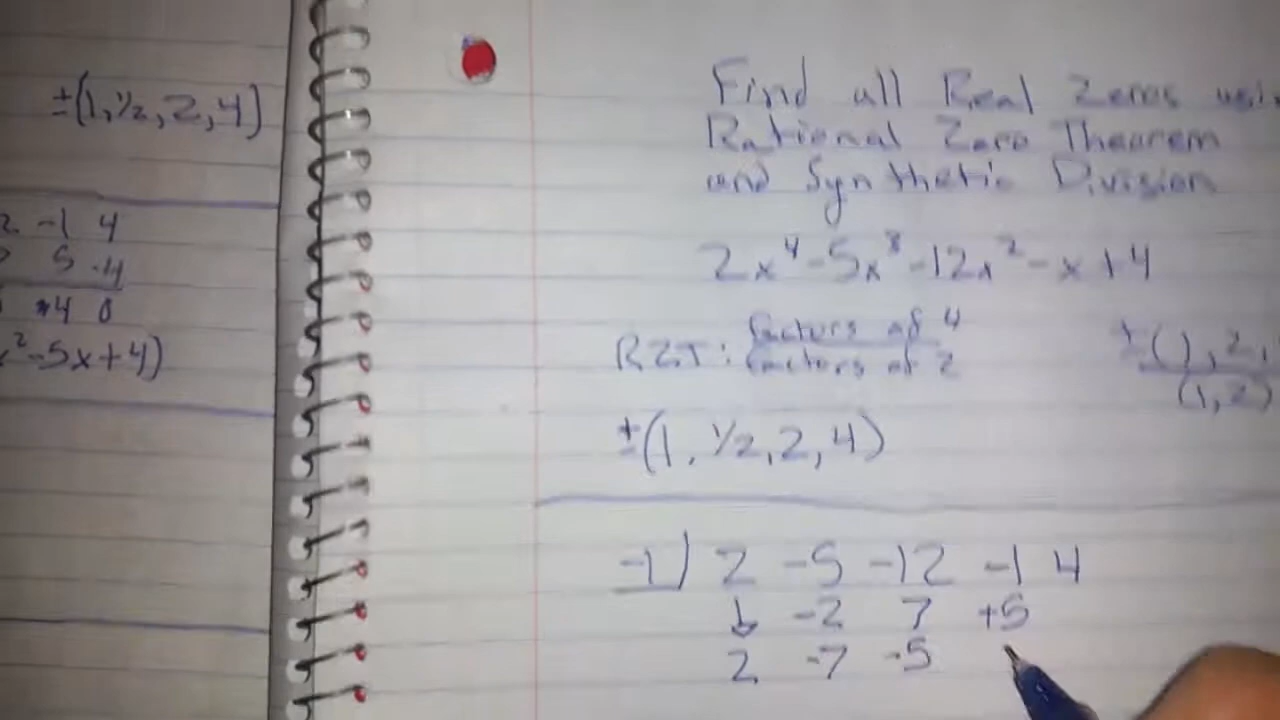 ±(1, 1/2, 2, 4)
2 -1 4
5 -4
4 0
x² -5x+4)
Find all Real Zeros
Rational Zero Theorem
and Synthetic Division
2x⁴ -5x³ -12x² - x + 4
RZT: factors of 4
factors of 2
±(1, 2,
(1, 2)
±(1, 1/2, 2, 4)
-1) 2 -5 -12 -1 4
↓ -2 7 +5
2 -7 -5